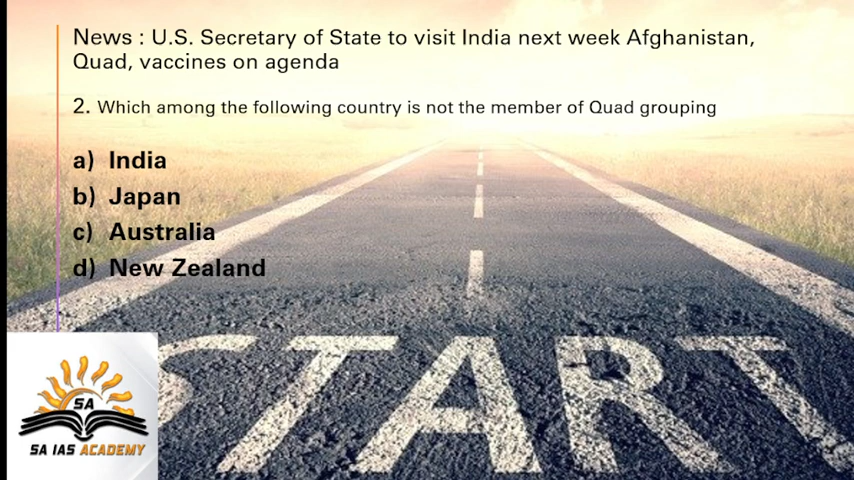 News : U.S. Secretary of State to visit India next week Afghanistan,
Quad, vaccines on agenda
2. Which among the following country is not the member of Quad grouping
a) India
b) Japan
c) Australia
d) New Zealand
START
SA
SA IAS ACADEMY